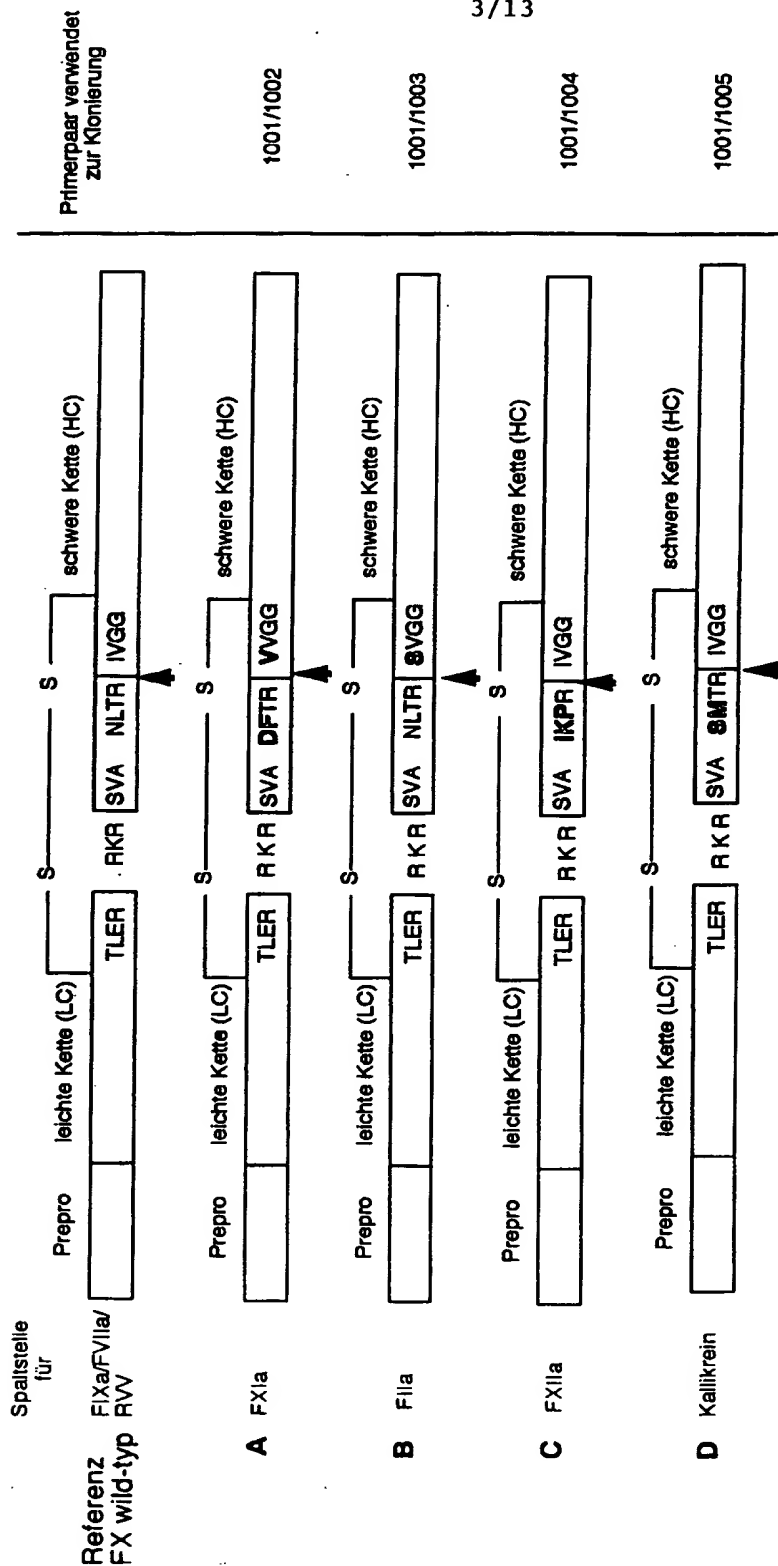 3/13
Spaltstelle
für
Primerpaar verwendet
zur Klonierung
Referenz
FX wild-typ
FIXa/FVIIa/
RVV
Prepro leichte Kette (LC) S S schwere Kette (HC)
TLER RKR SVA NLTR IVGG
A FXIa
Prepro leichte Kette (LC) S S schwere Kette (HC)
TLER R K R SVA DFTR VVGG
1001/1002
B FIIa
Prepro leichte Kette (LC) S S schwere Kette (HC)
TLER R K R SVA NLTR SVGG
1001/1003
C FXIIa
Prepro leichte Kette (LC) S S schwere Kette (HC)
TLER R K R SVA IKPR IVGG
1001/1004
D Kallikrein
Prepro leichte Kette (LC) S S schwere Kette (HC)
TLER R K R SVA SMTR IVGG
1001/1005